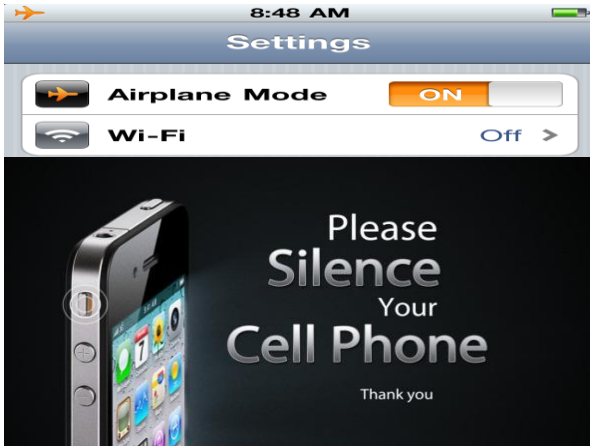 8:48 AM
Settings
Airplane Mode ON
Wi-Fi Off >
Please
Silence
Your
Cell Phone
Thank you